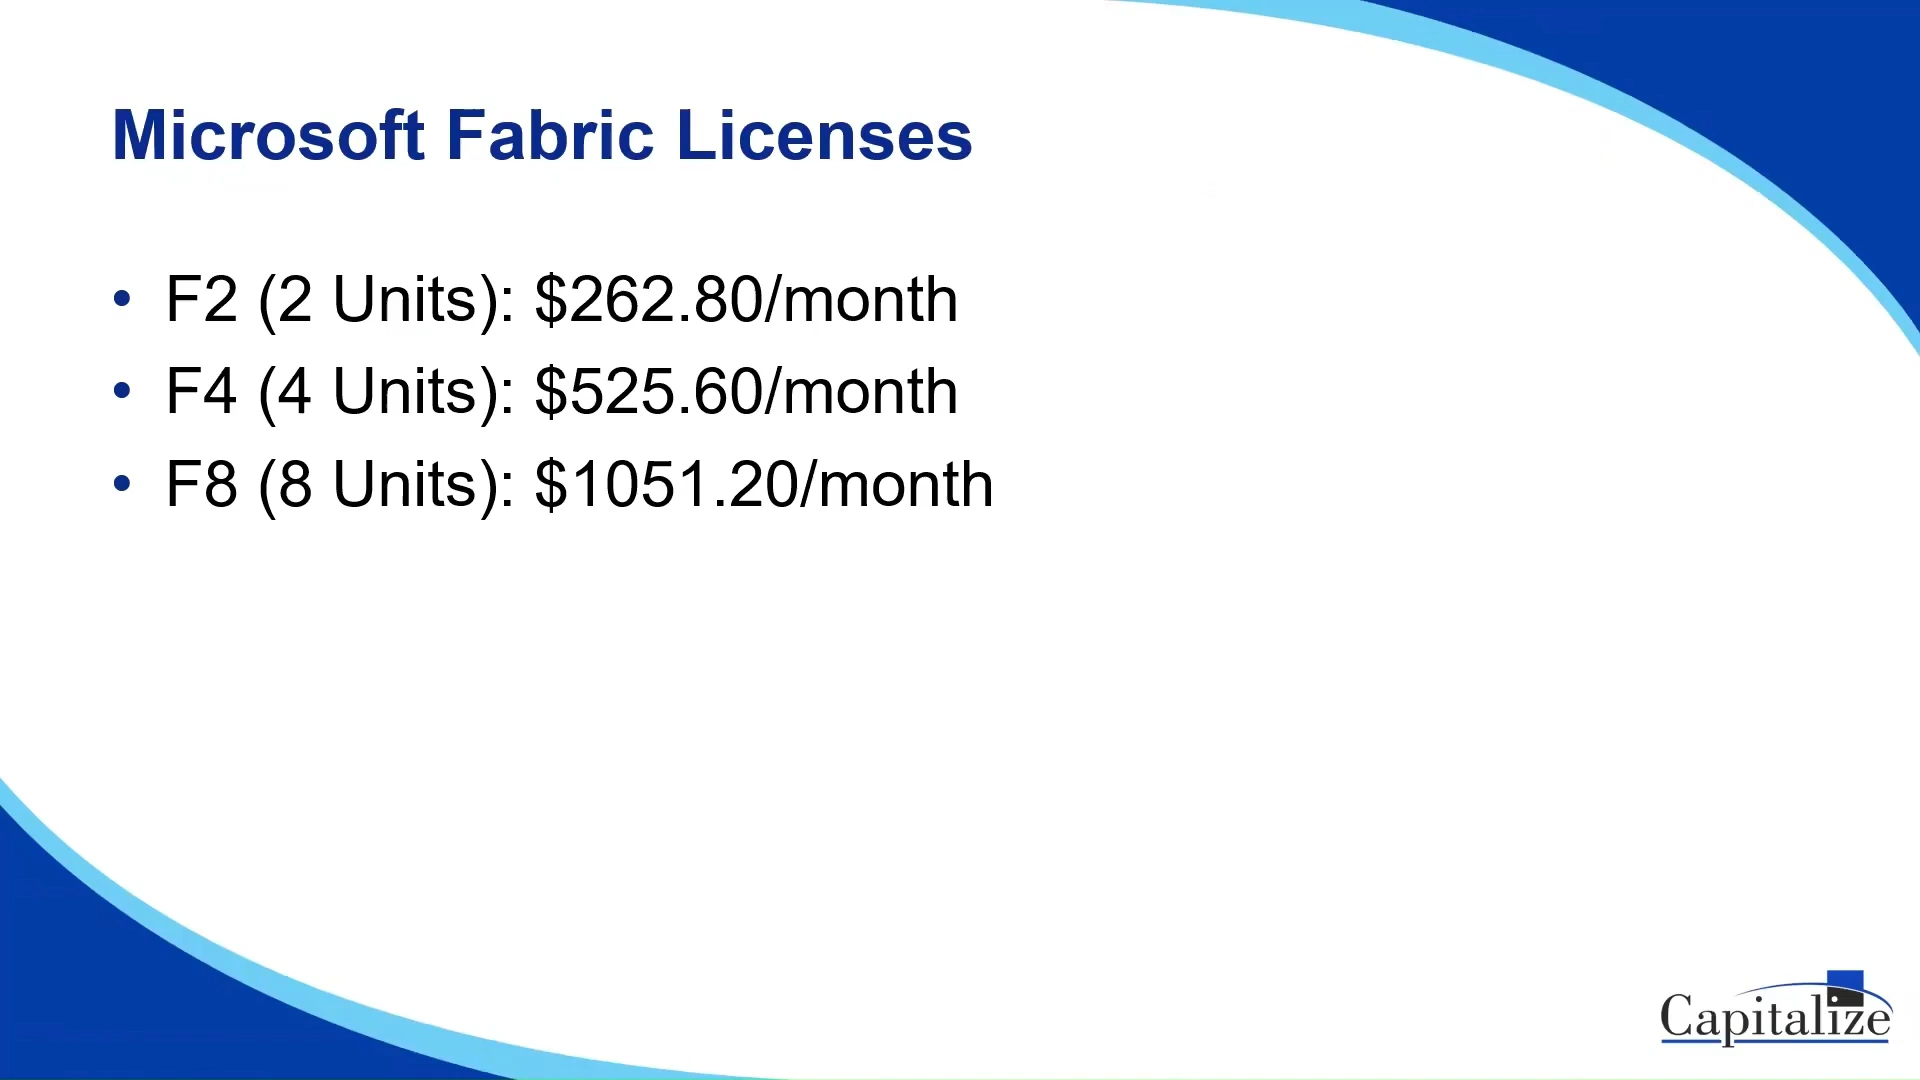 Microsoft Fabric Licenses
• F2 (2 Units): $262.80/month
• F4 (4 Units): $525.60/month
• F8 (8 Units): $1051.20/month
Capitalize